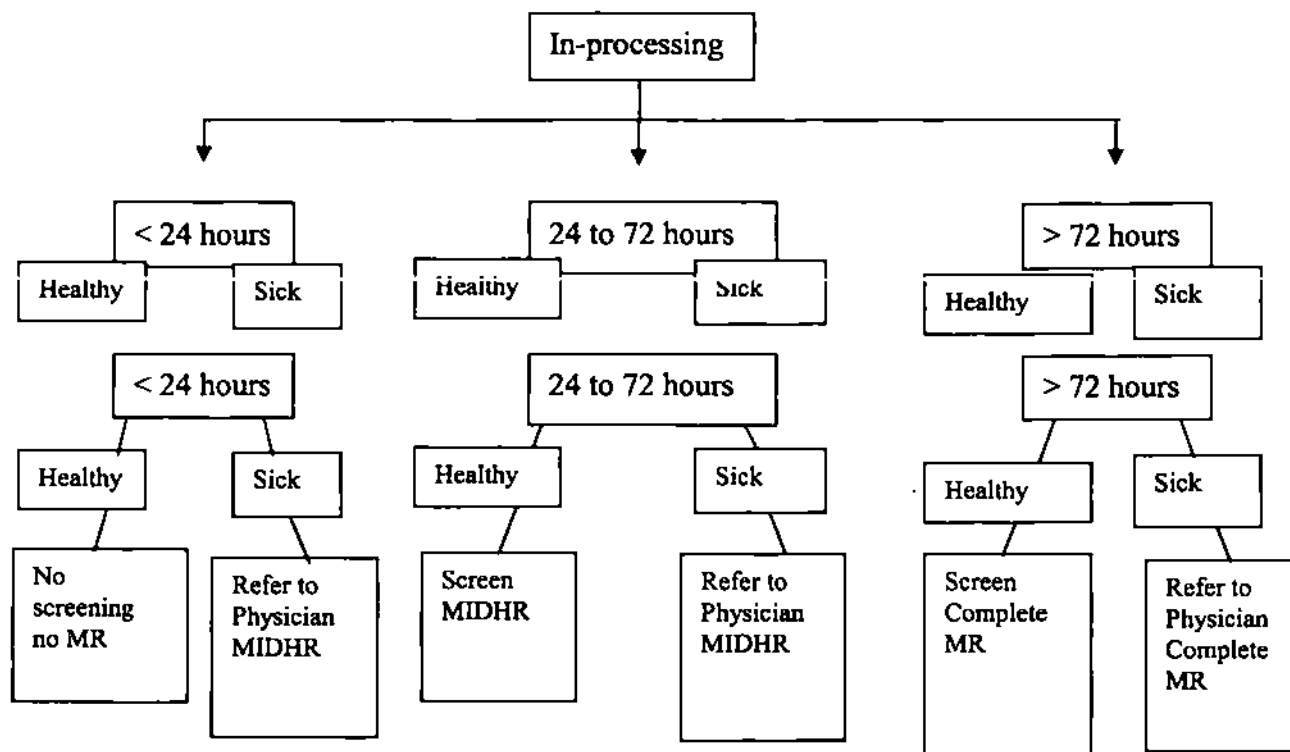 In-processing
< 24 hours
24 to 72 hours
> 72 hours
Healthy
Sick
Healthy
Sick
Healthy
Sick
< 24 hours
24 to 72 hours
> 72 hours
Healthy
Sick
Healthy
Sick
Healthy
Sick
No
screening
no MR
Refer to
Physician
MIDHR
Screen
MIDHR
Refer to
Physician
MIDHR
Screen
Complete
MR
Refer to
Physician
Complete
MR